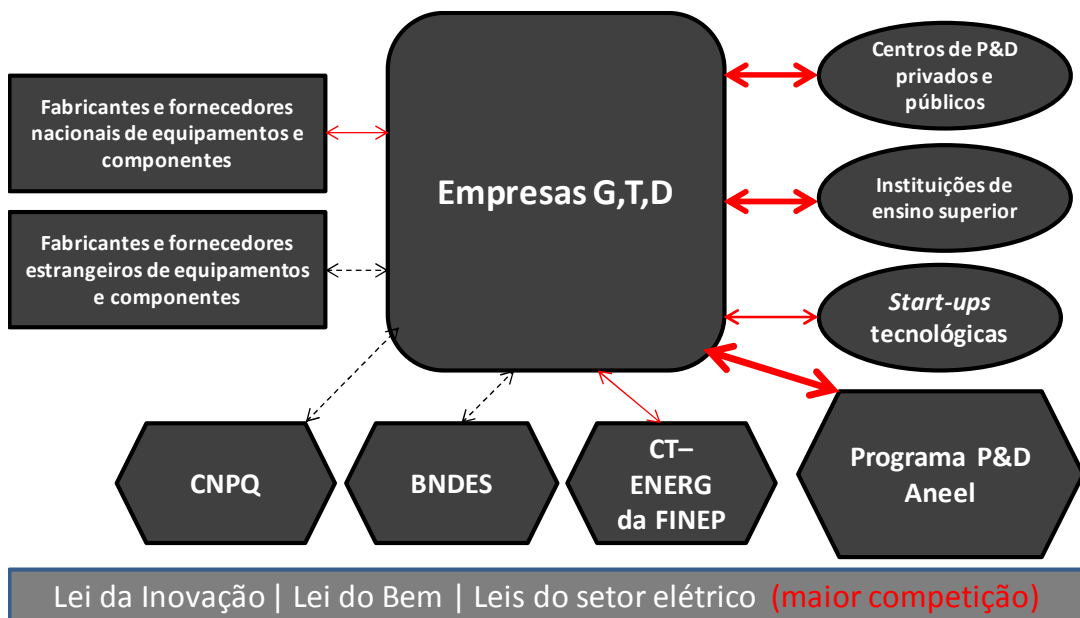 Centros de P&D
privados e
públicos
Fabricantes e fornecedores
nacionais de equipamentos e
componentes
Empresas G,T,D
Instituições de
ensino superior
Fabricantes e fornecedores
estrangeiros de equipamentos
e componentes
Start-ups
tecnológicas
CNPQ
BNDES
CT–
ENERG
da FINEP
Programa P&D
Aneel
Lei da Inovação | Lei do Bem | Leis do setor elétrico (maior competição)